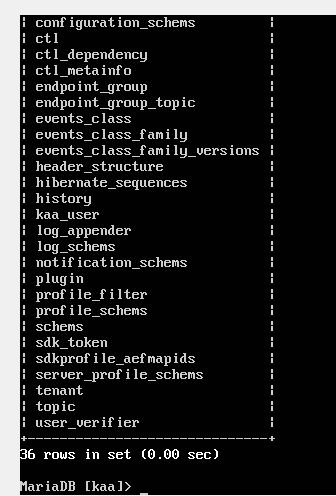 | configuration_schems |
| ctl |
| ctl_dependency |
| ctl_metainfo |
| endpoint_group |
| endpoint_group_topic |
| events_class |
| events_class_family |
| events_class_family_versions |
| header_structure |
| hibernate_sequences |
| history |
| kaa_user |
| log_appender |
| log_schems |
| notification_schems |
| plugin |
| profile_filter |
| profile_schems |
| schems |
| sdk_token |
| sdkprofile_aefmapids |
| server_profile_schems |
| tenant |
| topic |
| user_verifier |
+------------------------------+
36 rows in set (0.00 sec)
MariaDB [kaa]> _